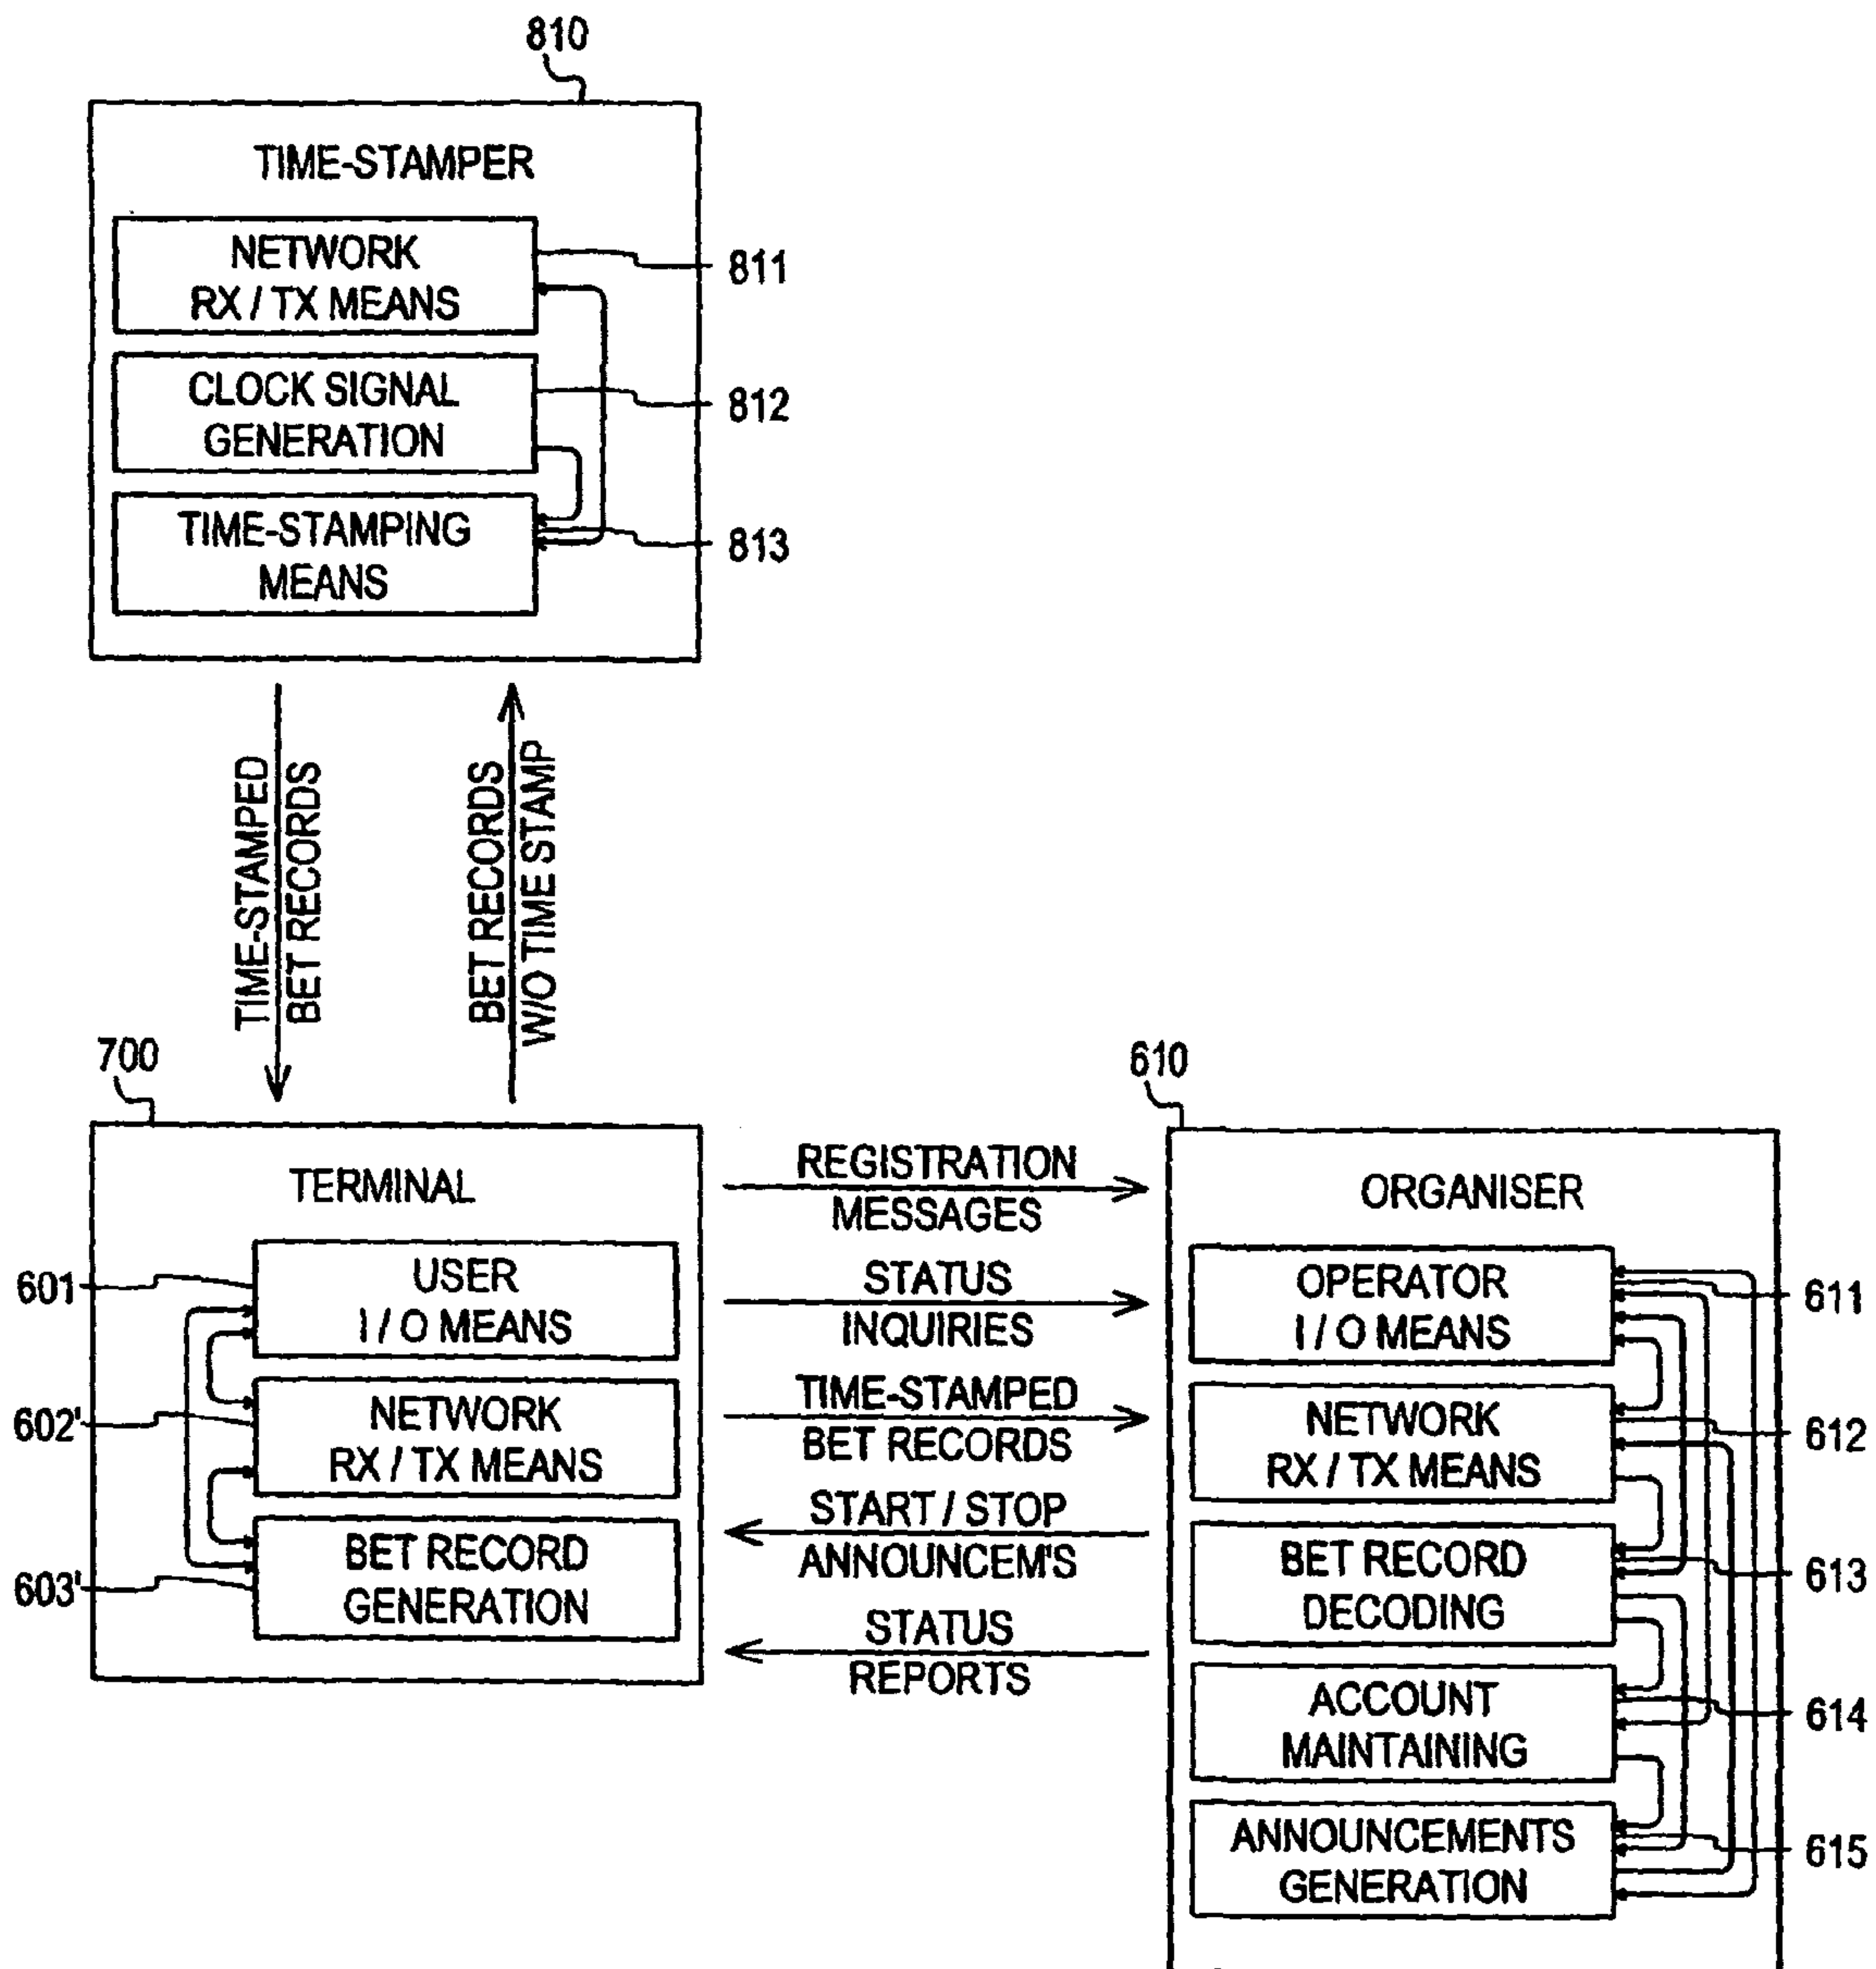 810
TIME-STAMPER
NETWORK
RX / TX MEANS
811
CLOCK SIGNAL
GENERATION
812
TIME-STAMPING
MEANS
813
TIME-STAMPED
BET RECORDS
BET RECORDS
W/O TIME STAMP
700
TERMINAL
601
USER
I / O MEANS
602'
NETWORK
RX / TX MEANS
603'
BET RECORD
GENERATION
REGISTRATION
MESSAGES
STATUS
INQUIRIES
TIME-STAMPED
BET RECORDS
START / STOP
ANNOUNCEM'S
STATUS
REPORTS
610
ORGANISER
OPERATOR
I / O MEANS
611
NETWORK
RX / TX MEANS
612
BET RECORD
DECODING
613
ACCOUNT
MAINTAINING
614
ANNOUNCEMENTS
GENERATION
615